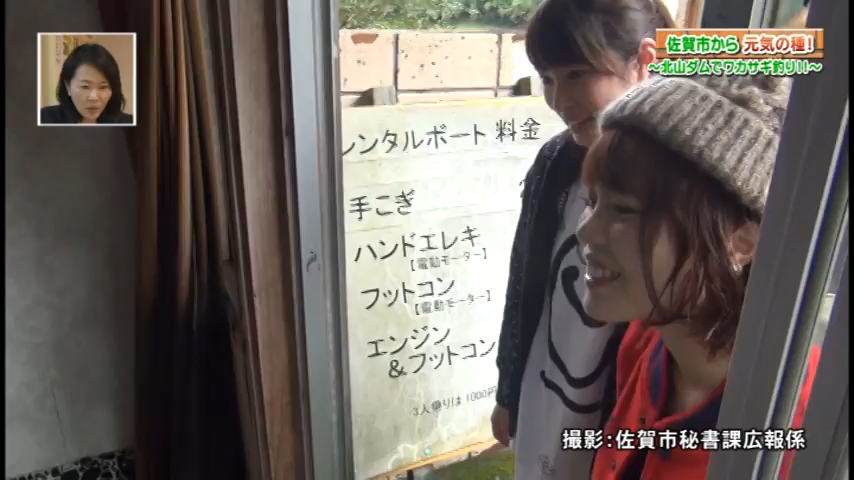 佐賀市から 元気の種!
～北山ダムでワカサギ釣り!!～
レンタルボート 料金
手こぎ
ハンドエレキ
【電動モーター】
フットコン
【電動モーター】
エンジン
&フットコン
3人乗りは1000円
撮影:佐賀市秘書課広報係